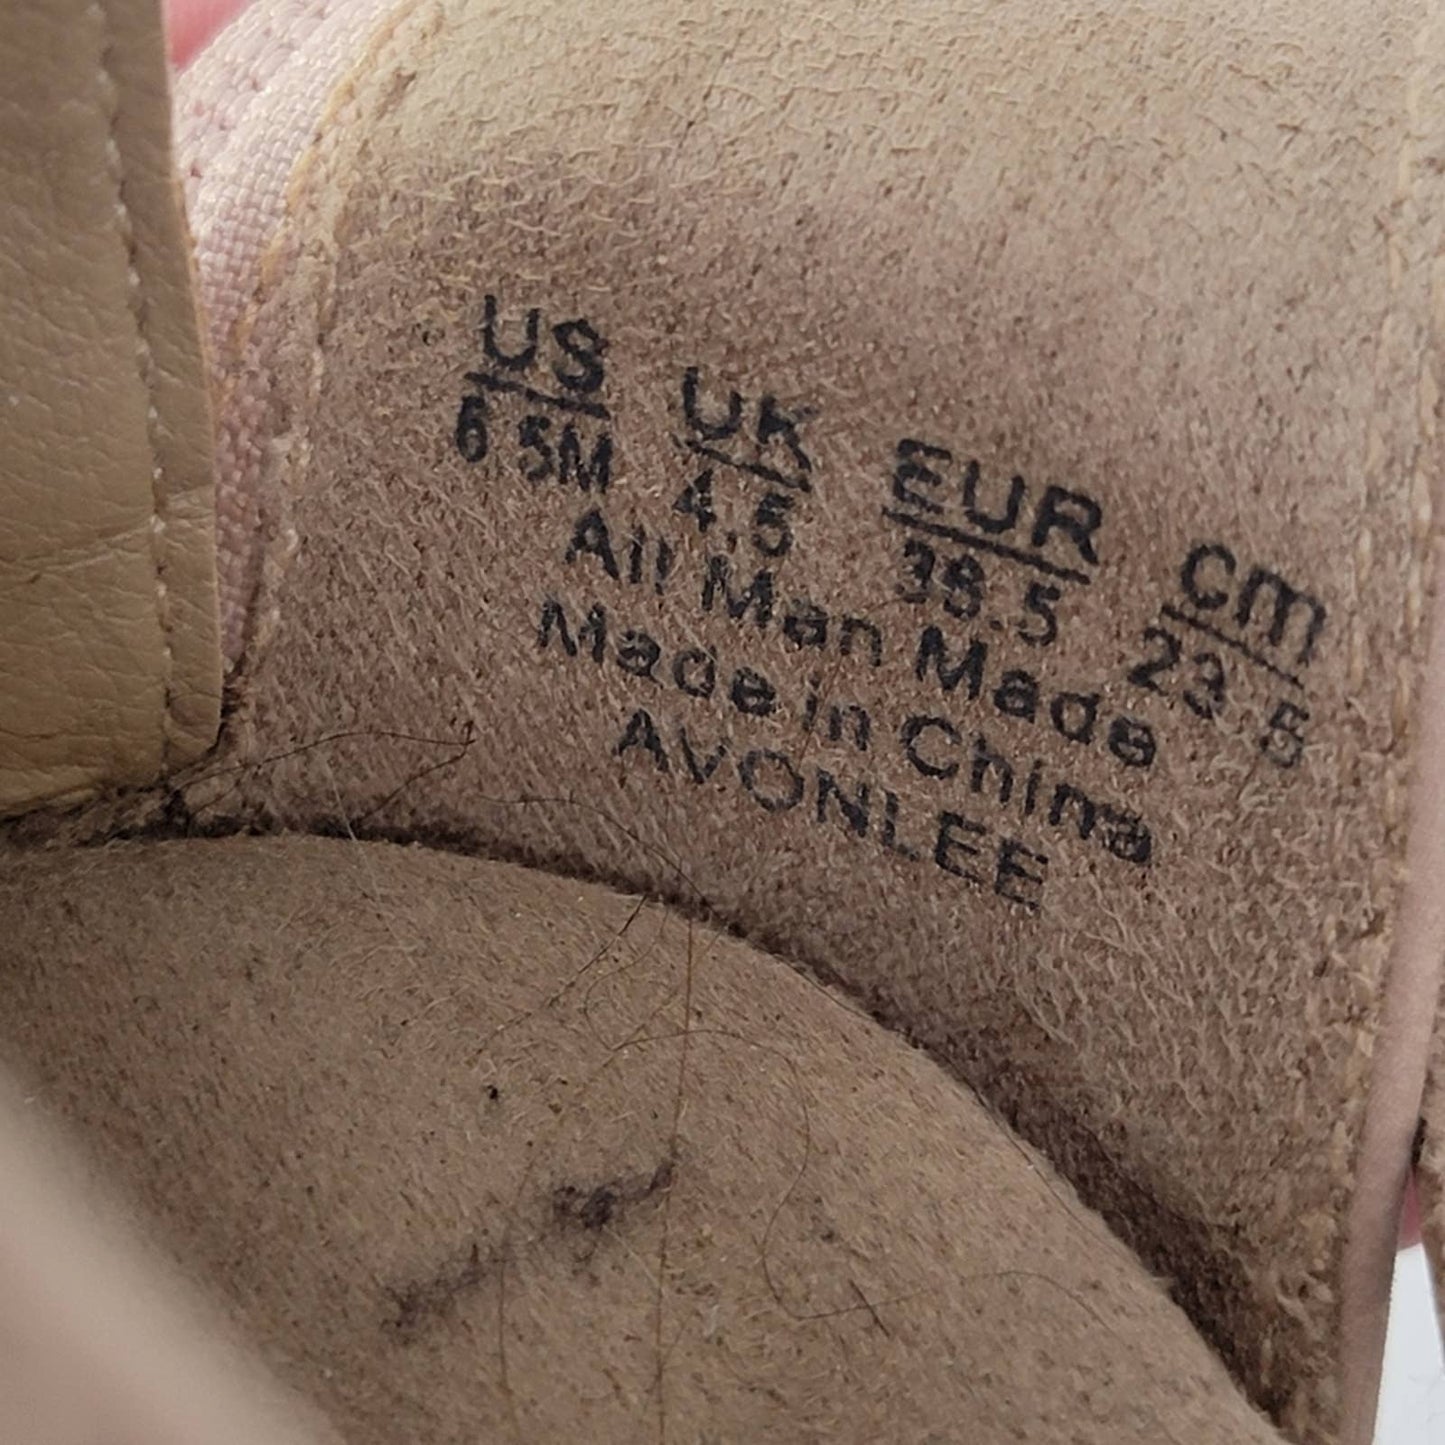 US UK EUR cm
6.5M 4.5 38.5 23.5
All Man Made
Made in China
AVONLEE